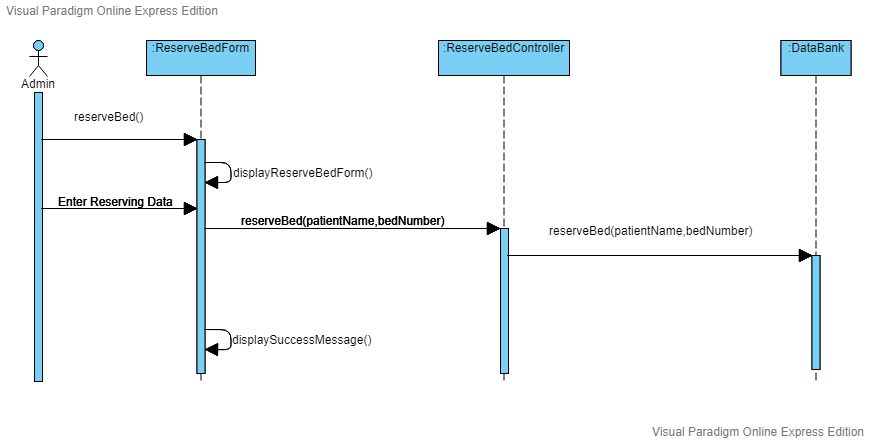 Visual Paradigm Online Express Edition
:ReserveBedForm
:ReserveBedController
:DataBank
Admin
reserveBed()
displayReserveBedForm()
Enter Reserving Data
reserveBed(patientName,bedNumber)
reserveBed(patientName,bedNumber)
displaySuccessMessage()
Visual Paradigm Online Express Edition